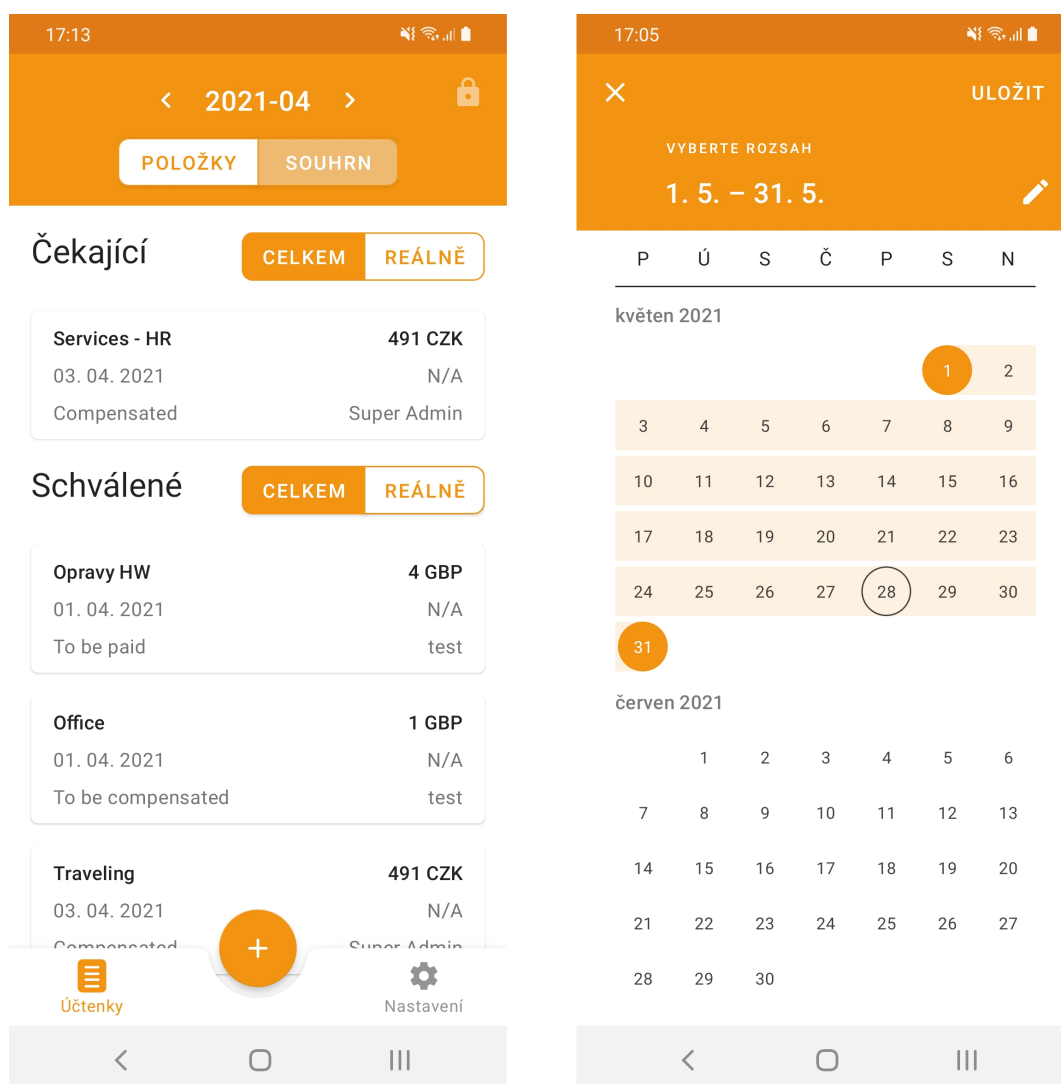 17:13
2021-04
POLOŽKY SOUHRN
Čekající CELKEM REÁLNĚ
Services - HR 491 CZK
03. 04. 2021 N/A
Compensated Super Admin
Schválené CELKEM REÁLNĚ
Opravy HW 4 GBP
01. 04. 2021 N/A
To be paid test
Office 1 GBP
01. 04. 2021 N/A
To be compensated test
Traveling 491 CZK
03. 04. 2021 N/A
Compensated Super Admin
+
Účtenky Nastavení
17:05
ULOŽIT
VYBERTE ROZSAH
1. 5. – 31. 5.
P Ú S Č P S N
květen 2021
1 2
3 4 5 6 7 8 9
10 11 12 13 14 15 16
17 18 19 20 21 22 23
24 25 26 27 28 29 30
31
červen 2021
1 2 3 4 5 6
7 8 9 10 11 12 13
14 15 16 17 18 19 20
21 22 23 24 25 26 27
28 29 30